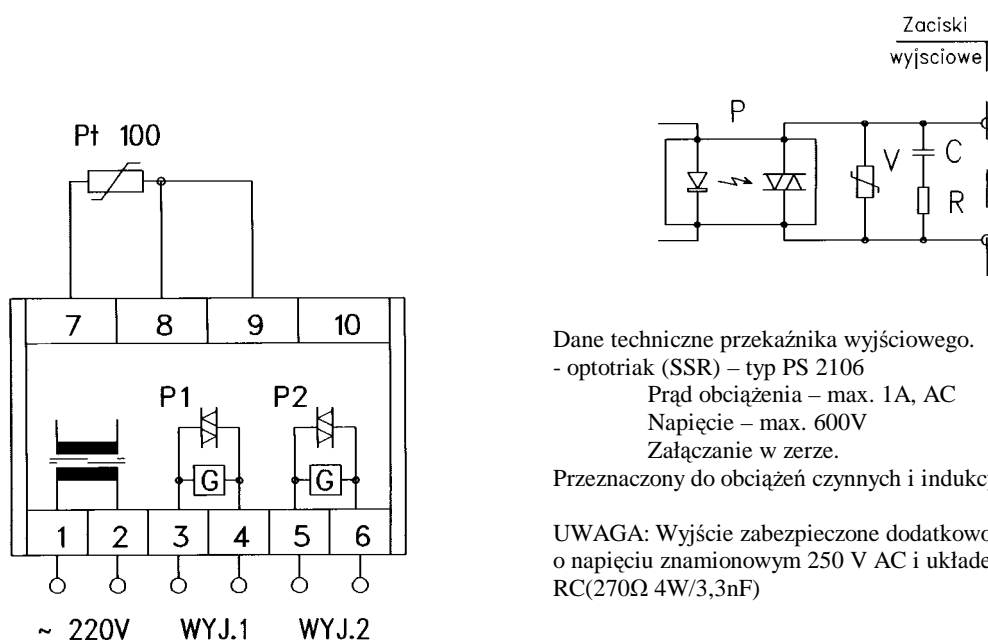 Zaciski
wyjsciowe
Pt 100
P
V
C
R
7 8 9 10
P1 P2
G G
1 2 3 4 5 6
~ 220V WYJ.1 WYJ.2
Dane techniczne przekaźnika wyjściowego.
- optotriak (SSR) – typ PS 2106
Prąd obciążenia – max. 1A, AC
Napięcie – max. 600V
Załączanie w zerze.
Przeznaczony do obciążeń czynnych i indukc
UWAGA: Wyjście zabezpieczone dodatkowo
o napięciu znamionowym 250 V AC i układe
RC(270Ω 4W/3,3nF)